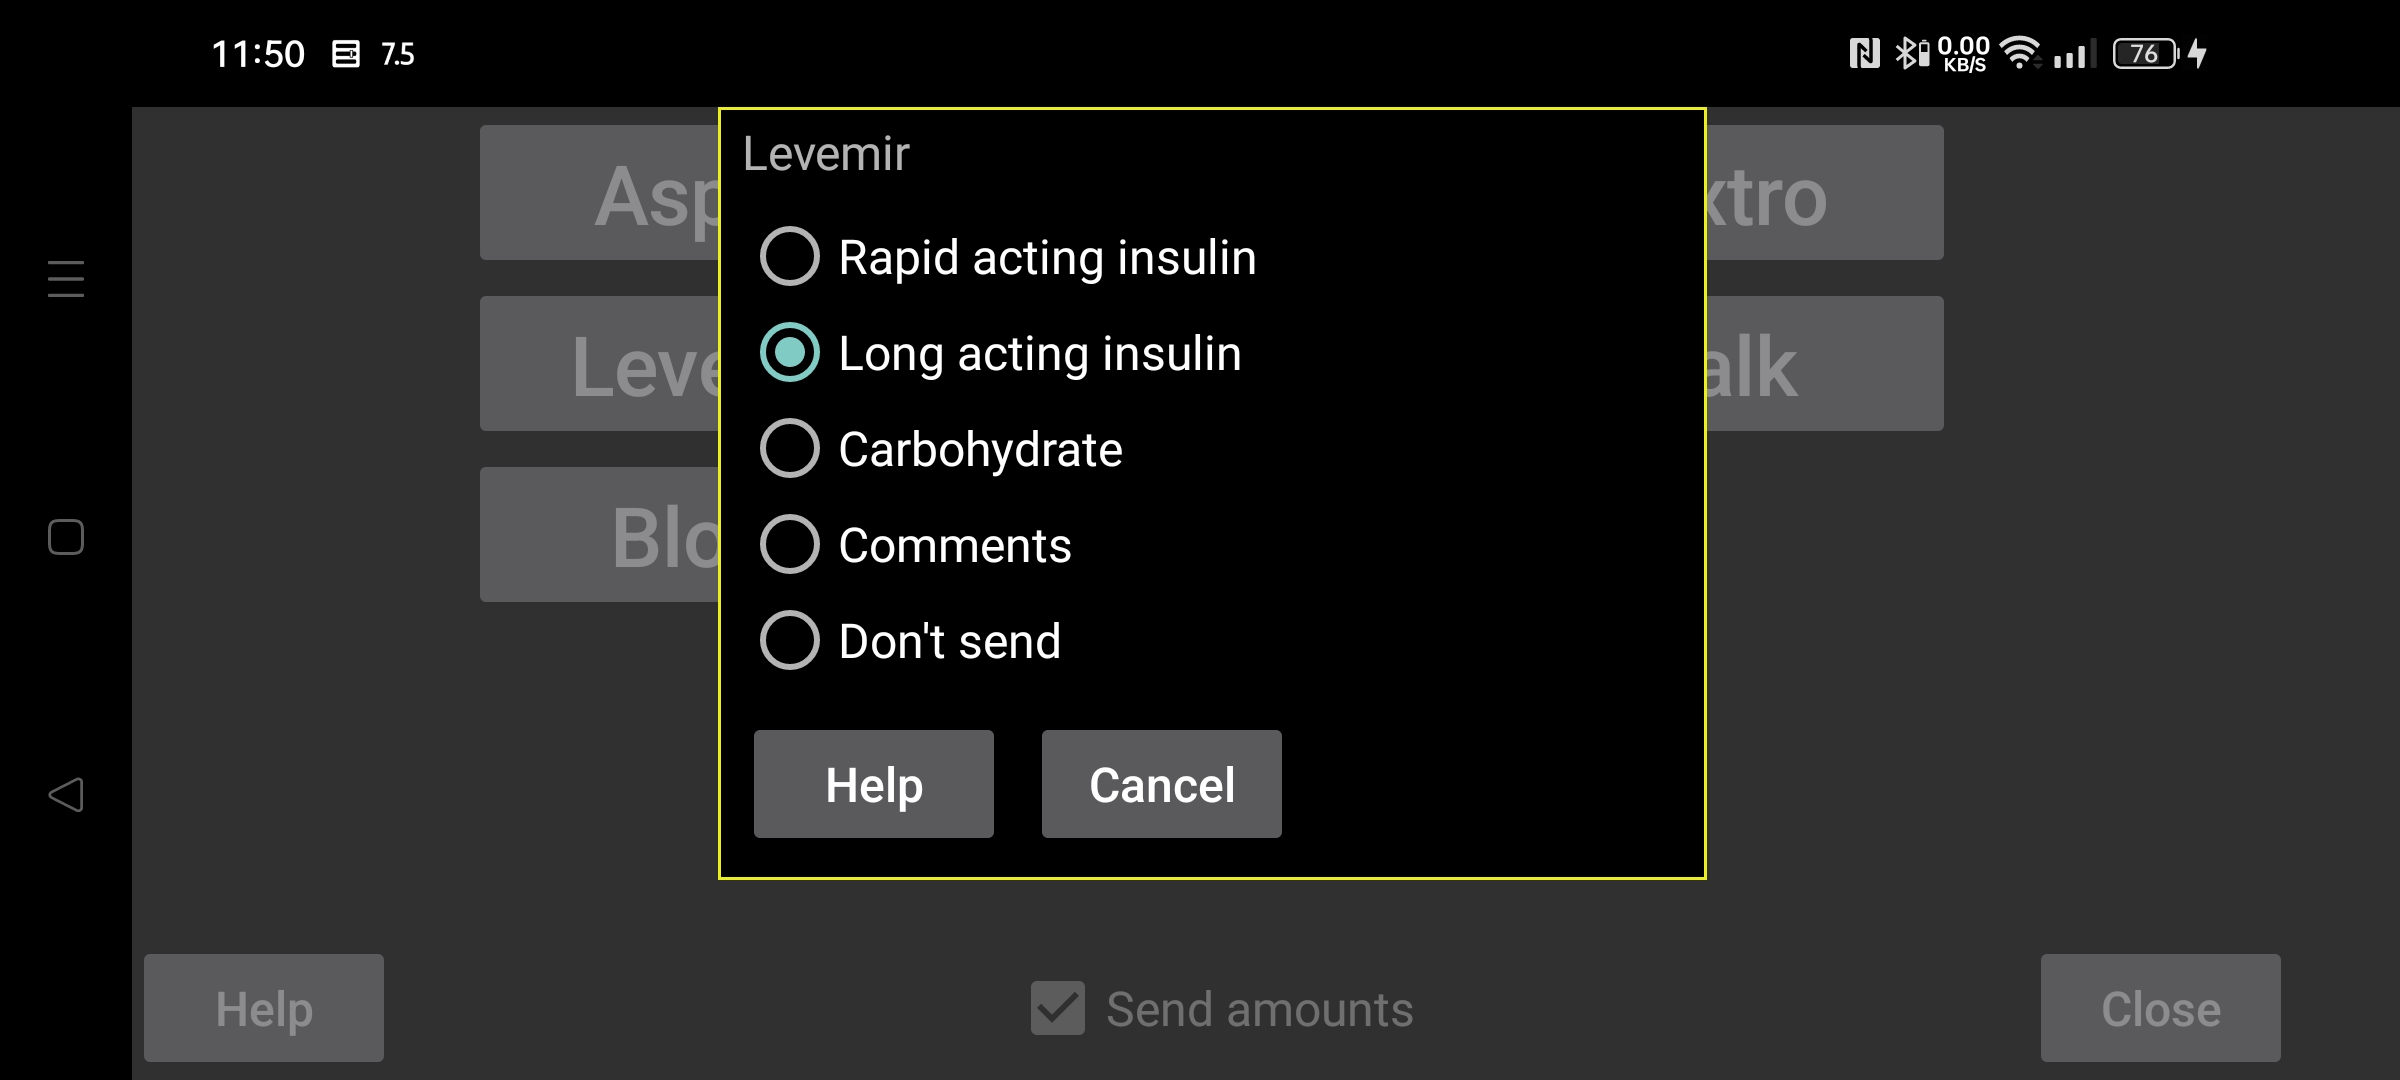 11:50 7.5 0.00 KB/S 76
Levemir
Rapid acting insulin
Long acting insulin
Carbohydrate
Comments
Don't send
Help Cancel
Asp xtro
Leve alk
Blo
Help Send amounts Close